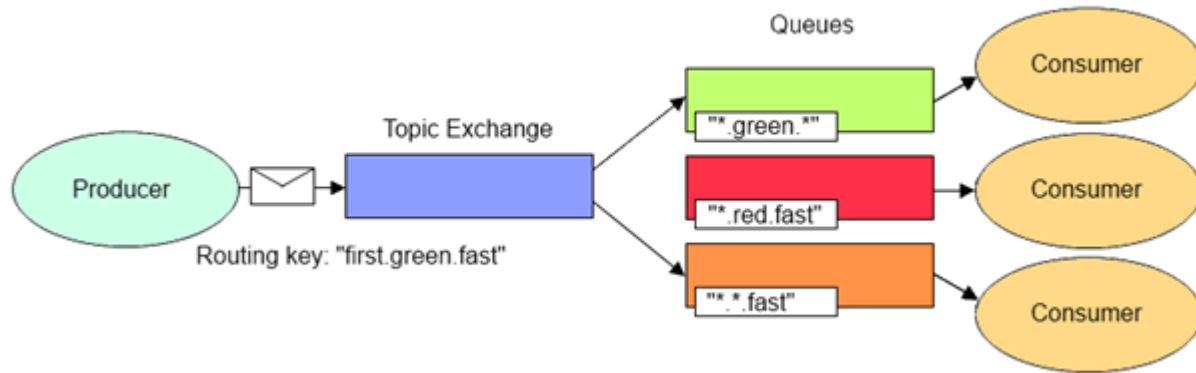 Queues
Consumer
Topic Exchange
"*.green.*"
Producer
"*.red.fast"
Consumer
Routing key: "first.green.fast"
"*.*.fast"
Consumer